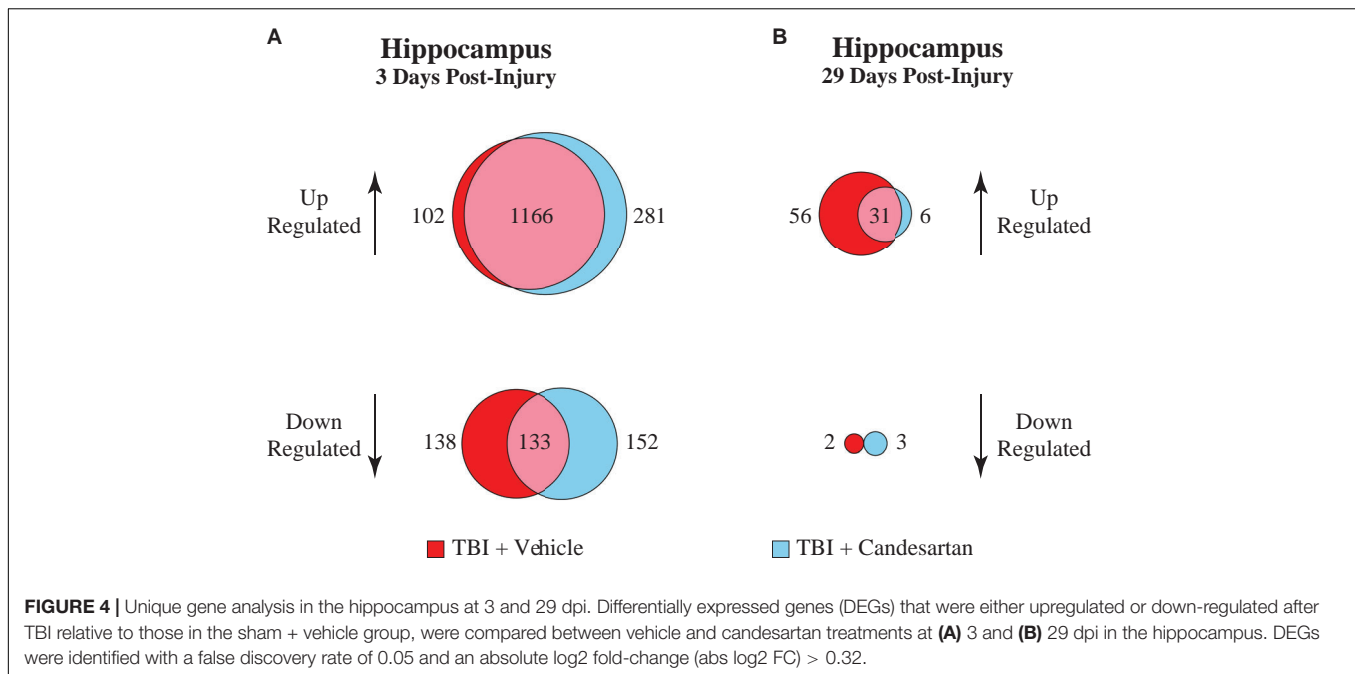 A
Hippocampus
3 Days Post-Injury
Up
Regulated
102
1166
281
Down
Regulated
138
133
152
B
Hippocampus
29 Days Post-Injury
56
31
6
Up
Regulated
2
3
Down
Regulated
TBI + Vehicle
TBI + Candesartan
FIGURE 4 | Unique gene analysis in the hippocampus at 3 and 29 dpi. Differentially expressed genes (DEGs) that were either upregulated or down-regulated after
TBI relative to those in the sham + vehicle group, were compared between vehicle and candesartan treatments at (A) 3 and (B) 29 dpi in the hippocampus. DEGs
were identified with a false discovery rate of 0.05 and an absolute log2 fold-change (abs log2 FC) > 0.32.